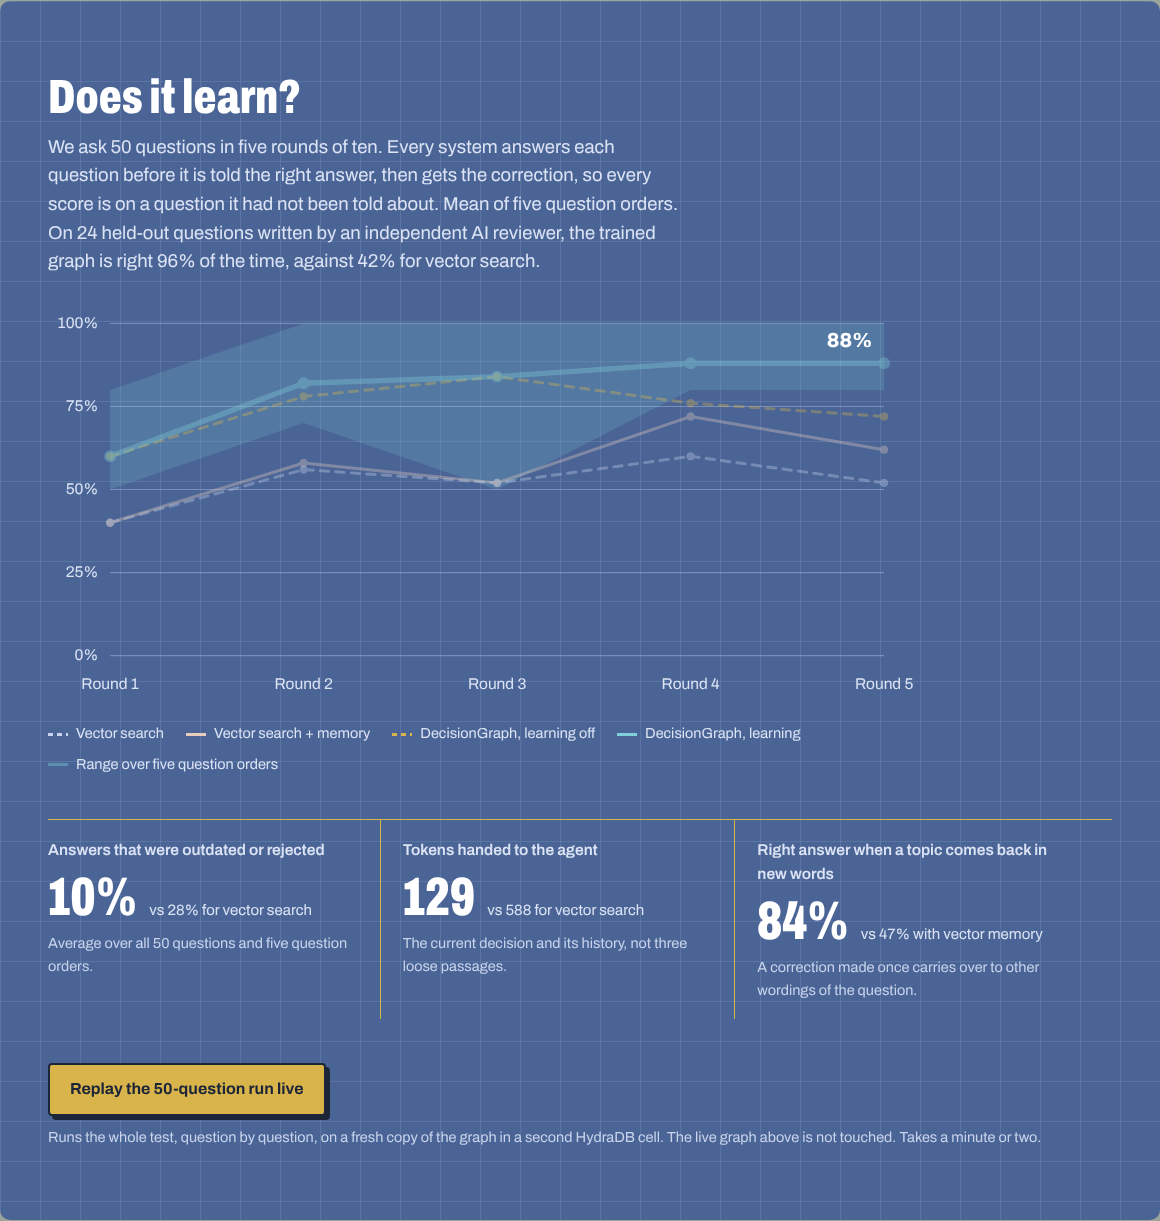 Does it learn?
We ask 50 questions in five rounds of ten. Every system answers each
question before it is told the right answer, then gets the correction, so every
score is on a question it had not been told about. Mean of five question orders.
On 24 held-out questions written by an independent AI reviewer, the trained
graph is right 96% of the time, against 42% for vector search.
100%
88%
75%
50%
25%
0%
Round 1
Round 2
Round 3
Round 4
Round 5
Vector search
Vector search + memory
DecisionGraph, learning off
DecisionGraph, learning
Range over five question orders
Answers that were outdated or rejected
10% vs 28% for vector search
Average over all 50 questions and five question
orders.
Tokens handed to the agent
129 vs 588 for vector search
The current decision and its history, not three
loose passages.
Right answer when a topic comes back in
new words
84% vs 47% with vector memory
A correction made once carries over to other
wordings of the question.
Replay the 50-question run live
Runs the whole test, question by question, on a fresh copy of the graph in a second HydraDB cell. The live graph above is not touched. Takes a minute or two.